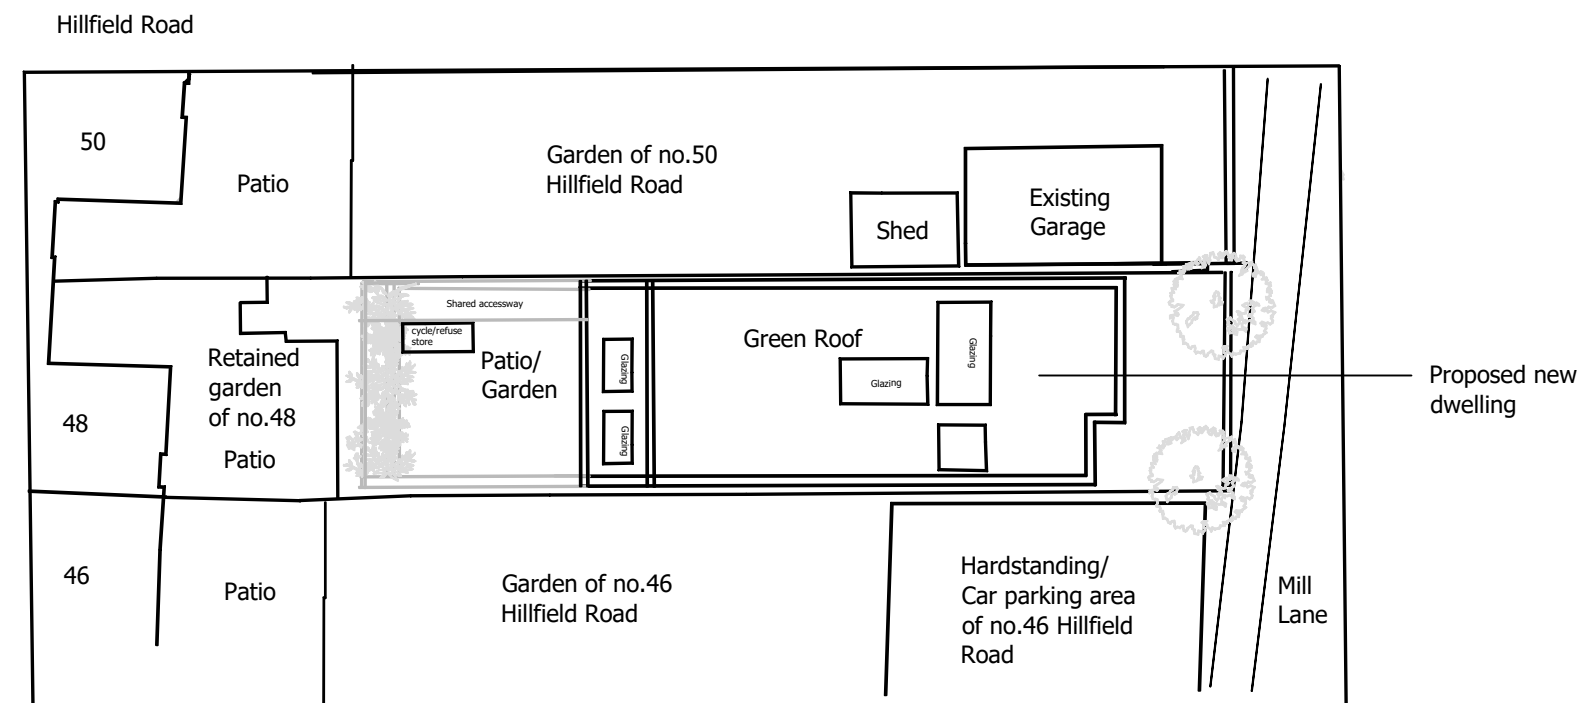 Hillfield Road
50
Patio
Garden of no.50
Hillfield Road
Shed
Existing
Garage
Shared accessway
cycle/refuse
store
Patio/
Garden
Glazing
Glazing
Green Roof
Glazing
Glazing
Proposed new
dwelling
Retained
garden
of no.48
48
Patio
46
Patio
Garden of no.46
Hillfield Road
Hardstanding/
Car parking area
of no.46 Hillfield
Road
Mill
Lane